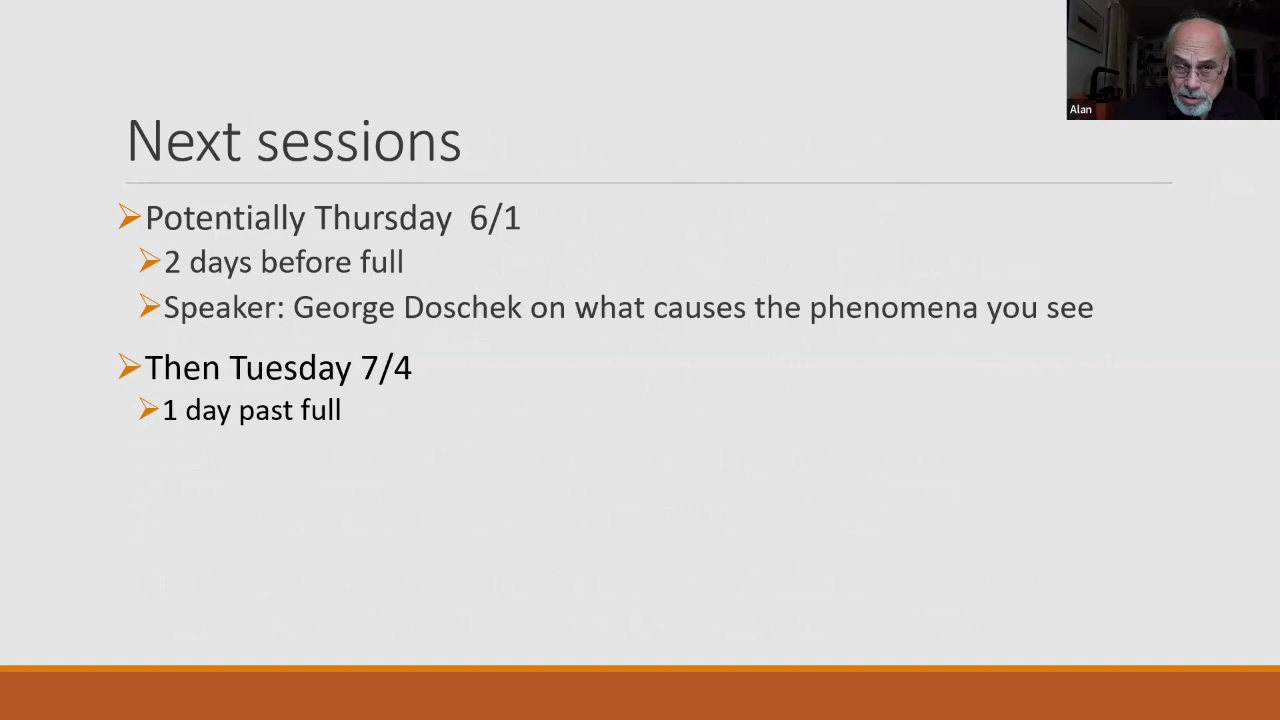 Alan
Next sessions
Potentially Thursday 6/1
2 days before full
Speaker: George Doschek on what causes the phenomena you see
Then Tuesday 7/4
1 day past full